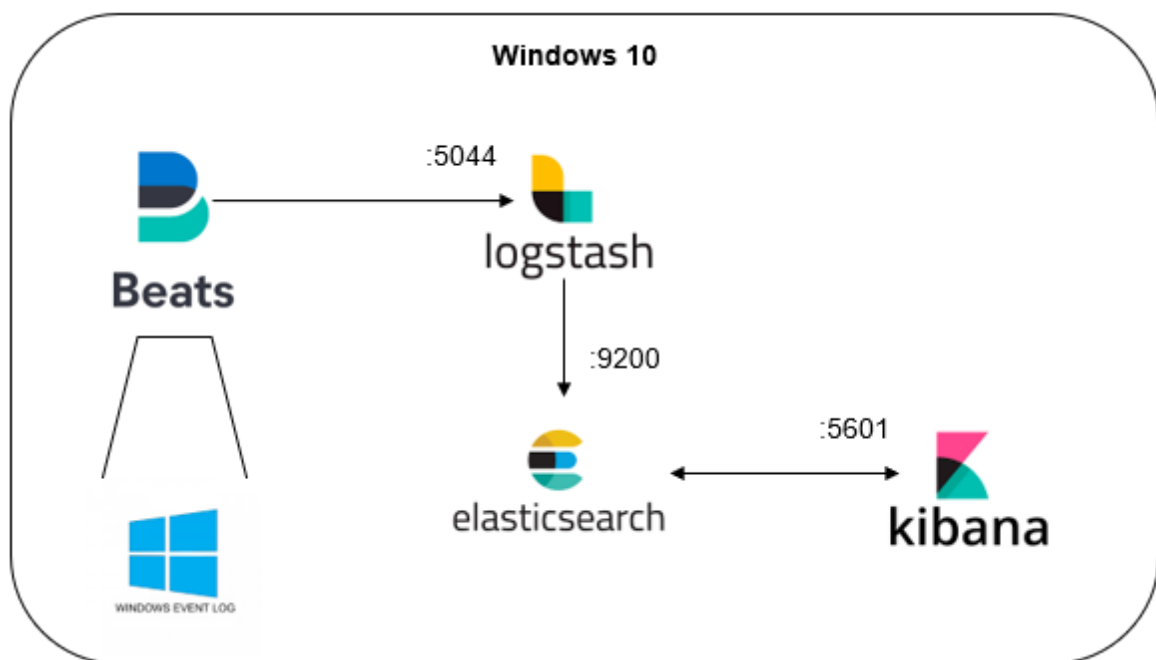 Windows 10
:5044
logstash
Beats
:9200
:5601
elasticsearch
kibana
WINDOWS EVENT LOG